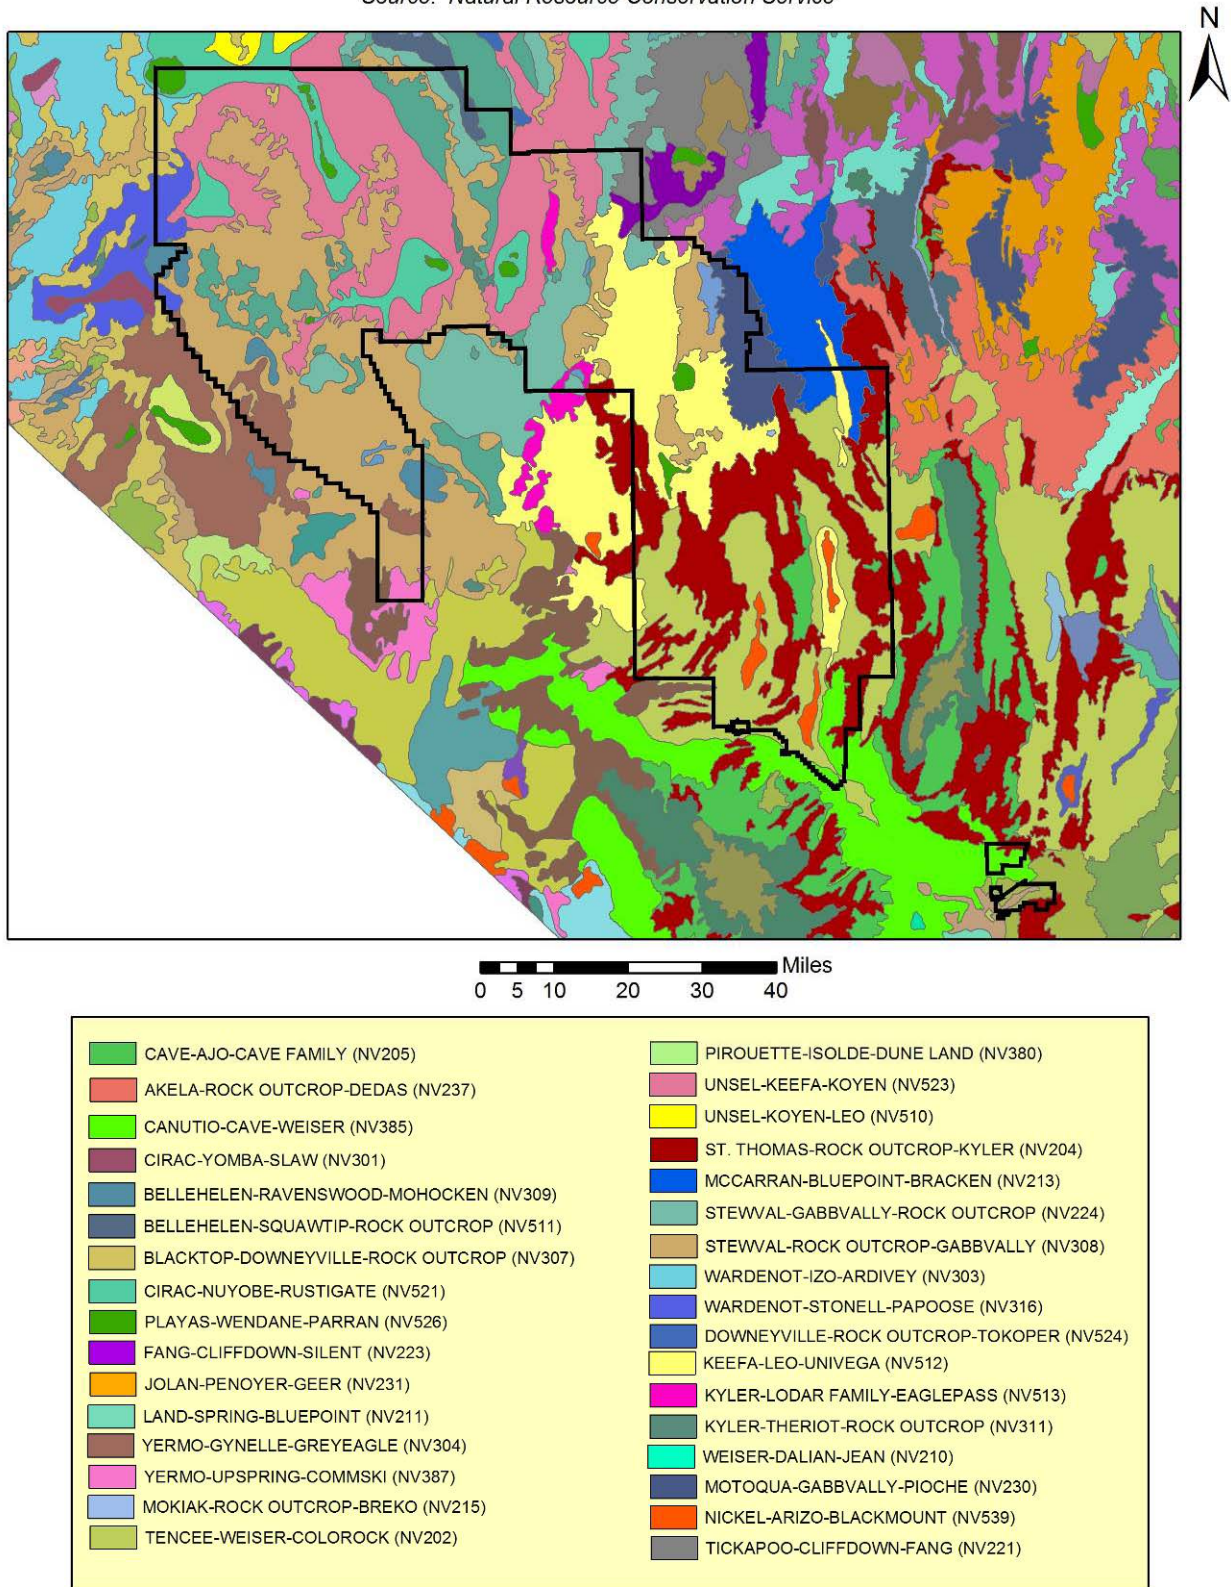 Source: Natural Resource Conservation Service
N
Miles
0 5 10 20 30 40
CAVE-AJO-CAVE FAMILY (NV205)
AKELA-ROCK OUTCROP-DEDAS (NV237)
CANUTIO-CAVE-WEISER (NV385)
CIRAC-YOMBA-SLAW (NV301)
BELLEHELEN-RAVENSWOOD-MOHOCKEN (NV309)
BELLEHELEN-SQUAWTIP-ROCK OUTCROP (NV511)
BLACKTOP-DOWNEYVILLE-ROCK OUTCROP (NV307)
CIRAC-NUYOBE-RUSTIGATE (NV521)
PLAYAS-WENDANE-PARRAN (NV526)
FANG-CLIFFDOWN-SILENT (NV223)
JOLAN-PENOYER-GEER (NV231)
LAND-SPRING-BLUEPOINT (NV211)
YERMO-GYNELLE-GREYEAGLE (NV304)
YERMO-UPSPRING-COMMSKI (NV387)
MOKIAK-ROCK OUTCROP-BREKO (NV215)
TENCEE-WEISER-COLOROCK (NV202)
PIROUETTE-ISOLDE-DUNE LAND (NV380)
UNSEL-KEEFA-KOYEN (NV523)
UNSEL-KOYEN-LEO (NV510)
ST. THOMAS-ROCK OUTCROP-KYLER (NV204)
MCCARRAN-BLUEPOINT-BRACKEN (NV213)
STEWVAL-GABBVALLY-ROCK OUTCROP (NV224)
STEWVAL-ROCK OUTCROP-GABBVALLY (NV308)
WARDENOT-IZO-ARDIVEY (NV303)
WARDENOT-STONELL-PAPOOSE (NV316)
DOWNEYVILLE-ROCK OUTCROP-TOKOPER (NV524)
KEEFA-LEO-UNIVEGA (NV512)
KYLER-LODAR FAMILY-EAGLEPASS (NV513)
KYLER-THERIOT-ROCK OUTCROP (NV311)
WEISER-DALIAN-JEAN (NV210)
MOTOQUA-GABBVALLY-PIOCHE (NV230)
NICKEL-ARIZO-BLACKMOUNT (NV539)
TICKAPOO-CLIFFDOWN-FANG (NV221)